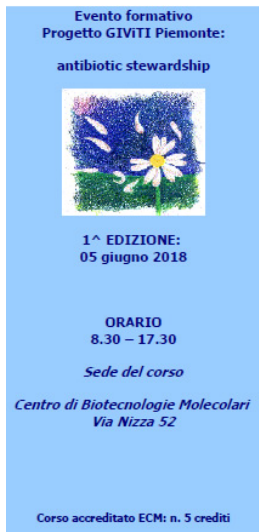 Evento formativo
Progetto GIViTI Piemonte:
antibiotic stewardship
1^ EDIZIONE:
05 giugno 2018
ORARIO
8.30 – 17.30
Sede del corso
Centro di Biotecnologie Molecolari
Via Nizza 52
Corso accreditato ECM: n. 5 crediti